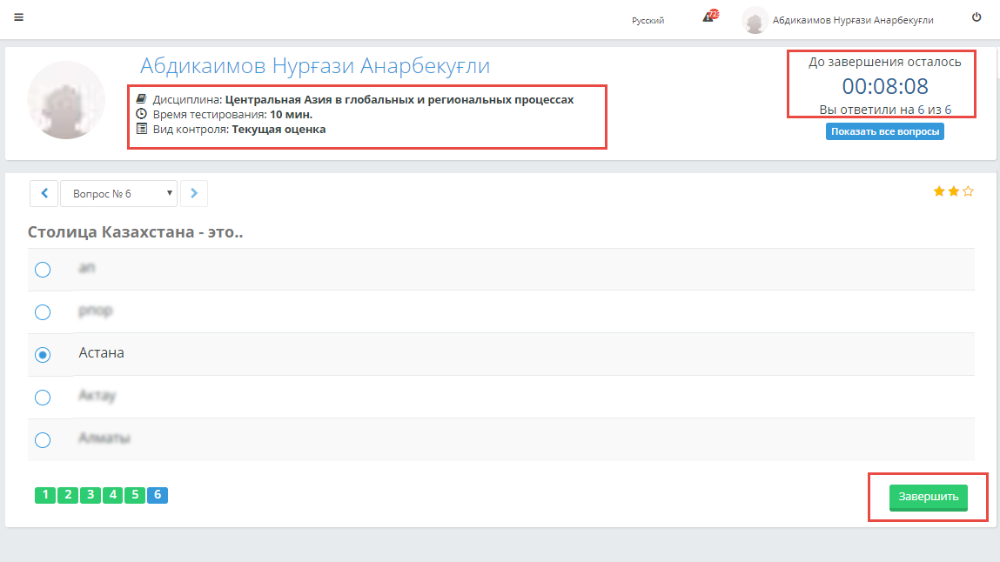 Русский
Абдикаимов Нурғази Анарбекуғли
Абдикаимов Нурғази Анарбекуғли
Дисциплина: Центральная Азия в глобальных и региональных процессах
Время тестирования: 10 мин.
Вид контроля: Текущая оценка
До завершения осталось
00:08:08
Вы ответили на 6 из 6
Показать все вопросы
Вопрос № 6
Столица Казахстана - это..
ап
рпор
Астана
Актау
Алматы
1 2 3 4 5 6
Завершить